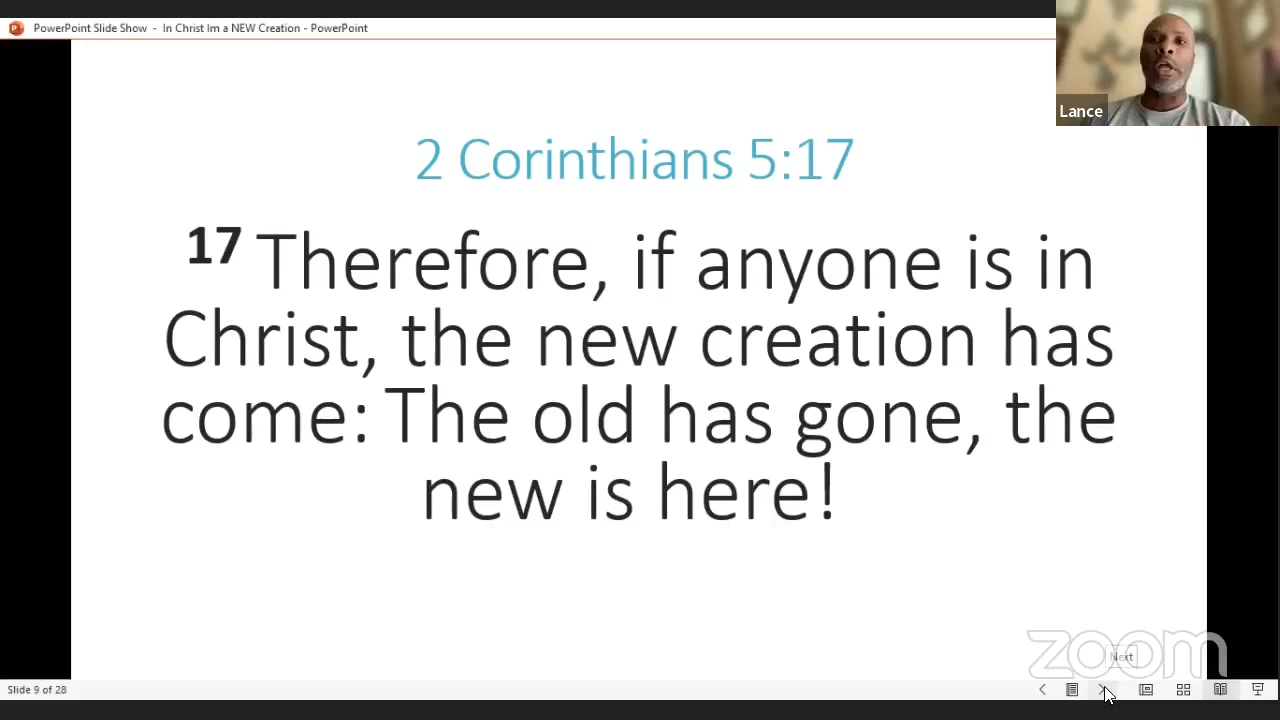 PowerPoint Slide Show - In Christ Im a NEW Creation - PowerPoint
Lance
2 Corinthians 5:17
17 Therefore, if anyone is in
Christ, the new creation has
come: The old has gone, the
new is here!
zoom
Next
Slide 9 of 28